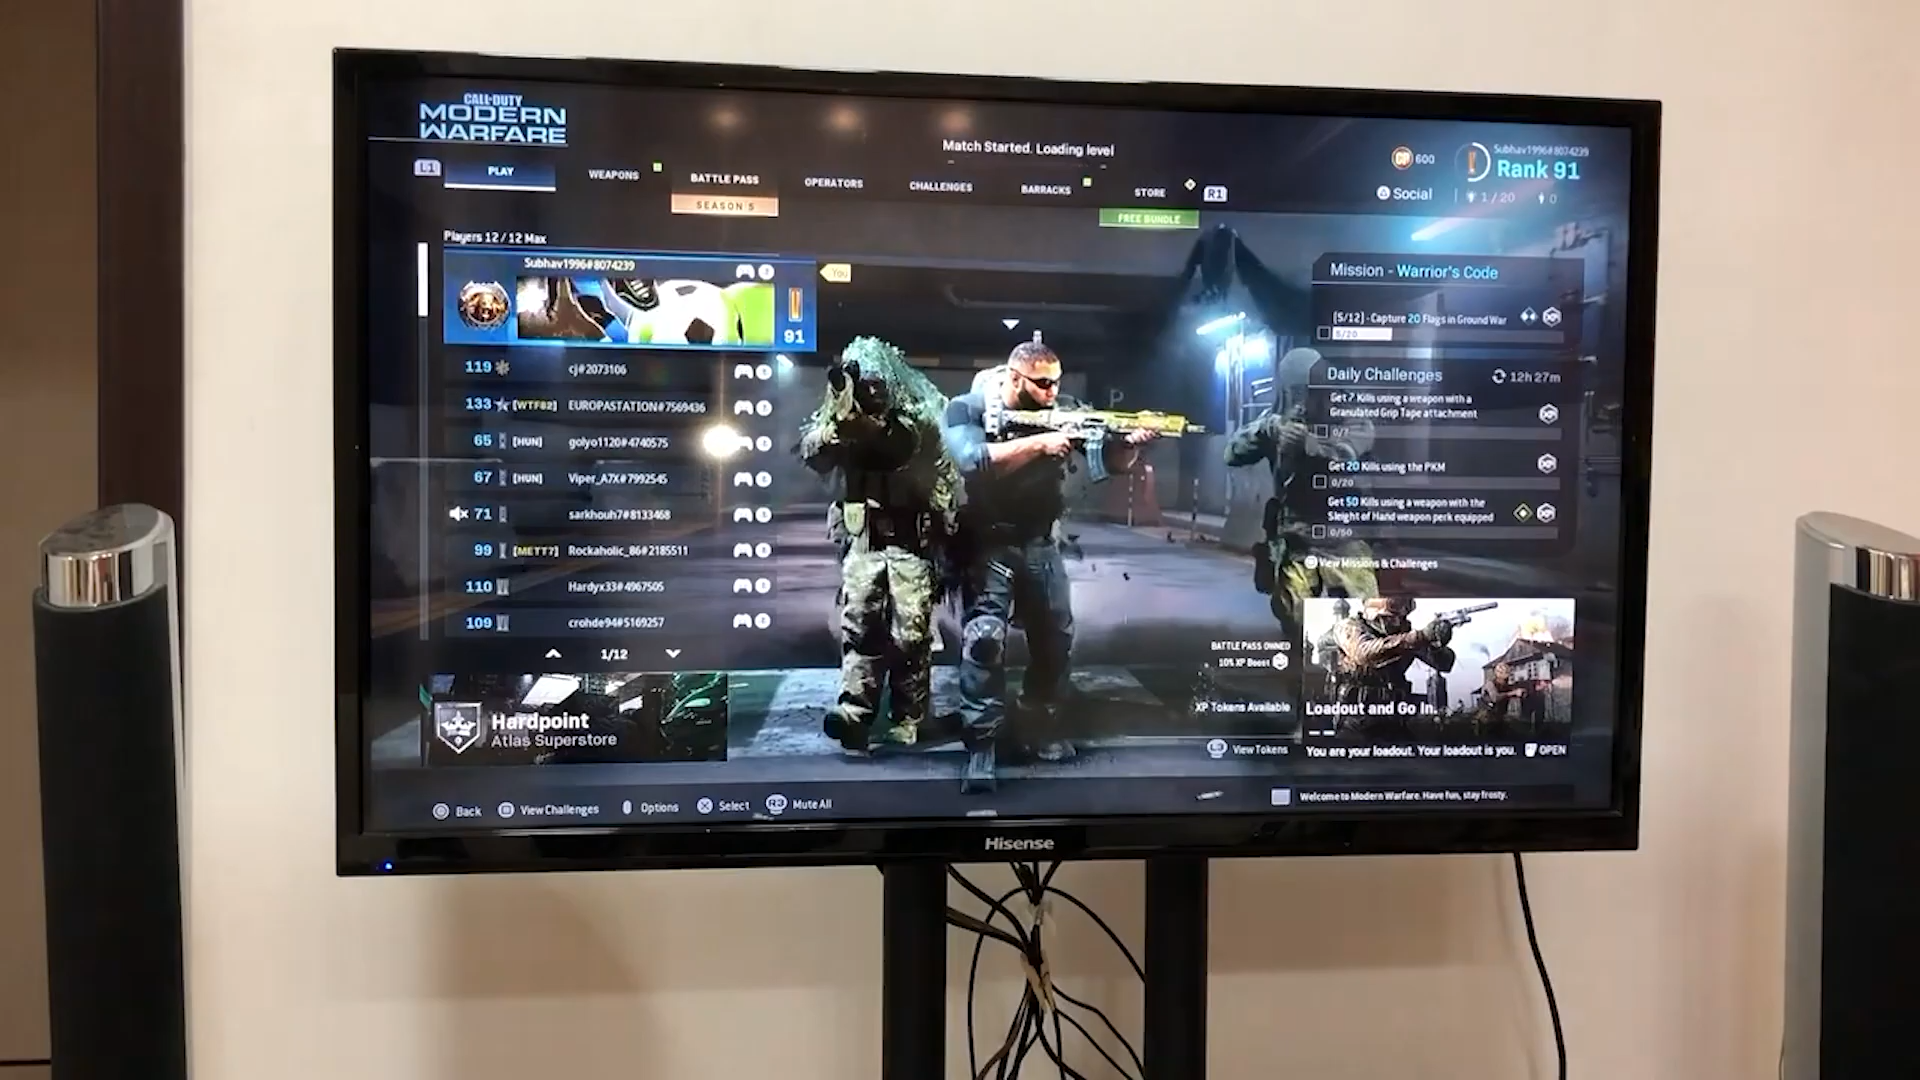 CALL OF DUTY
MODERN
WARFARE
Match Started. Loading level
CP 600
Subhav1996#8074239
Rank 91
Social
1 / 20
0
L1
PLAY
WEAPONS
BATTLE PASS
SEASON 5
OPERATORS
CHALLENGES
BARRACKS
STORE
FREE BUNDLE
R1
Players 12 / 12 Max
Subhav1996#8074239
91
You
119 cj#2073106
133 [WTF82] EUROPASTATION#7569436
65 [HUN] golyo1120#4740575
67 [HUN] Viper_A7X#7992545
71 sarkhouh7#8133468
99 [METT7] Rockaholic_86#2185511
110 Hardyx33#4967505
109 crohde94#5169257
1/12
Hardpoint
Atlas Superstore
Mission - Warrior's Code
[5/12] - Capture 20 Flags in Ground War
5/20
Daily Challenges
12h 27m
Get 7 Kills using a weapon with a
Granulated Grip Tape attachment
0/7
Get 20 Kills using the PKM
0/20
Get 50 Kills using a weapon with the
Sleight of Hand weapon perk equipped
0/50
View Missions & Challenges
BATTLE PASS OWNED
10% XP Boost
XP Tokens Available
View Tokens
Loadout and Go In.
You are your loadout. Your loadout is you.
OPEN
Back
View Challenges
Options
Select
R3 Mute All
Welcome to Modern Warfare. Have fun, stay frosty.
Hisense